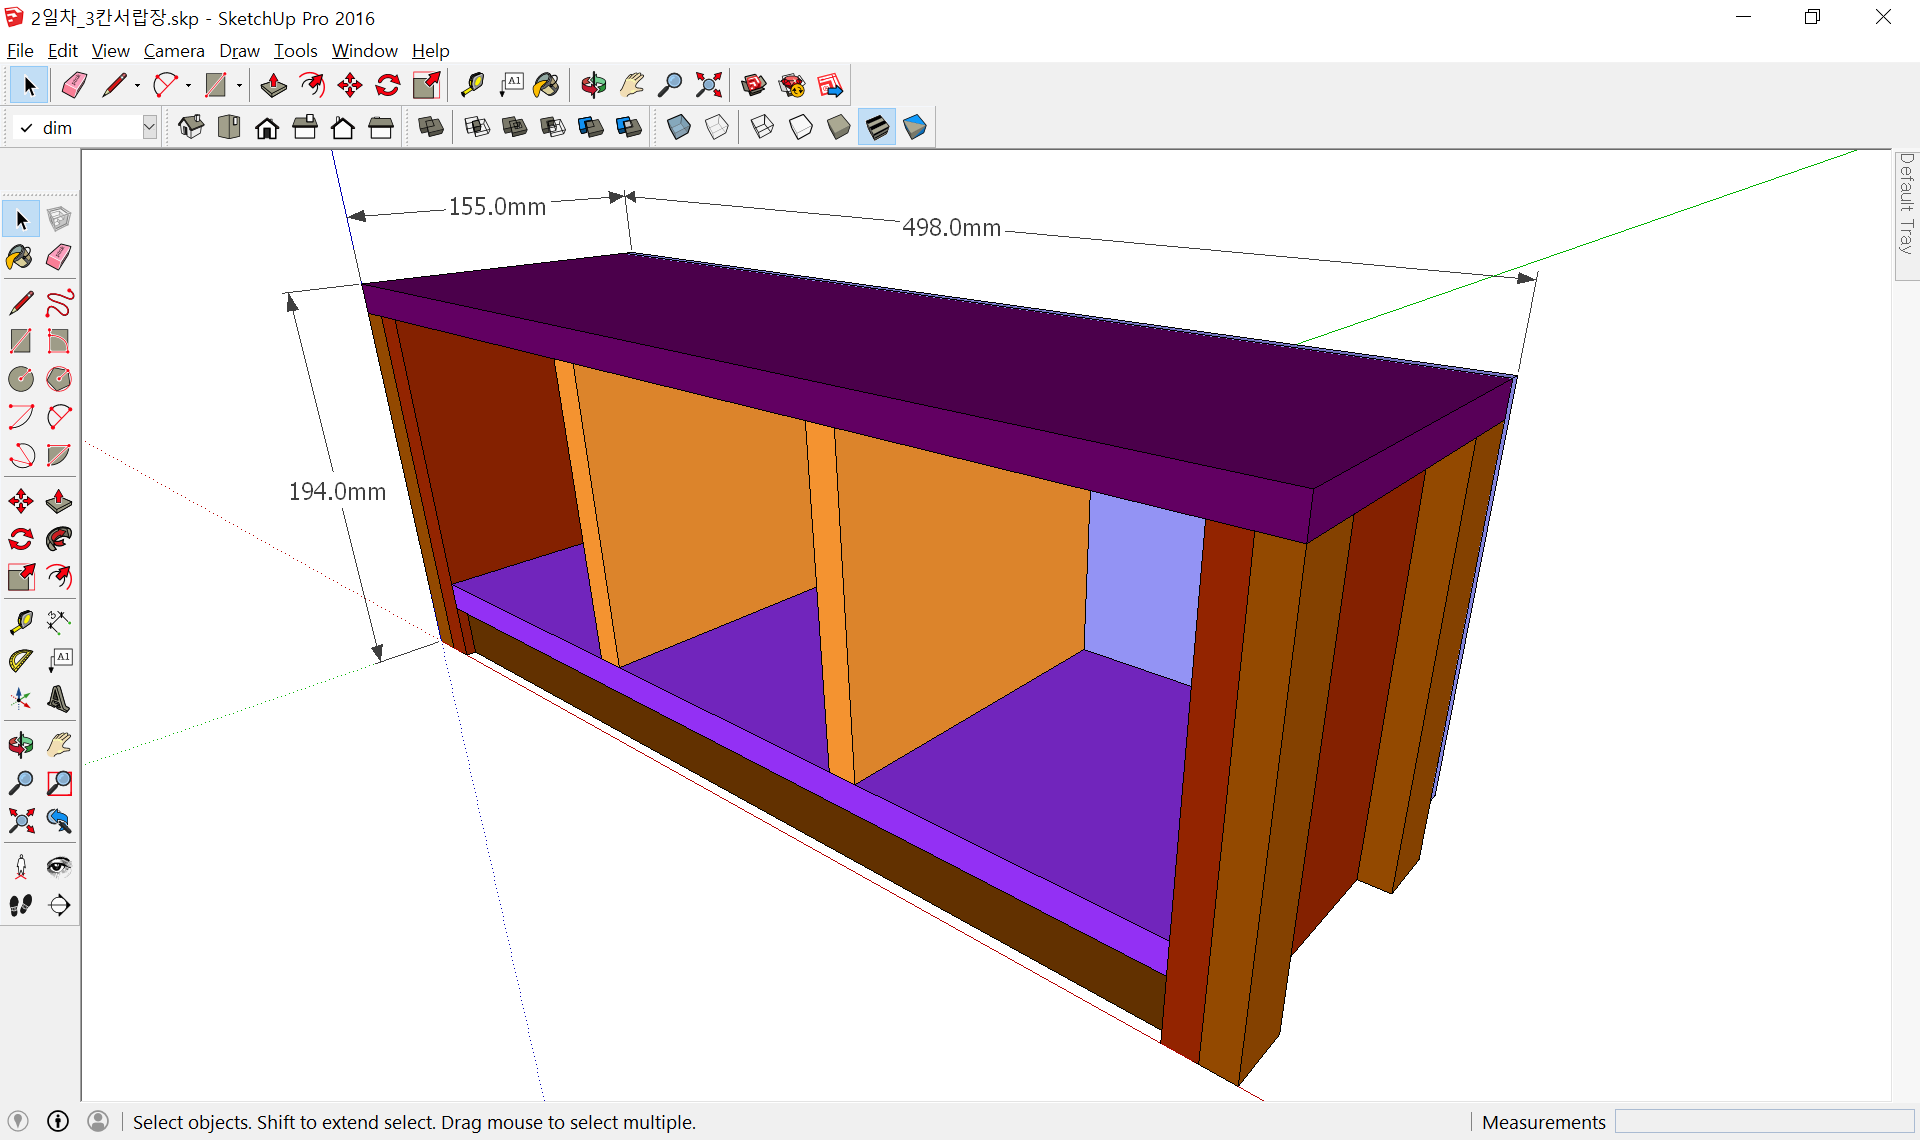 2일차_3칸서랍장.skp - SketchUp Pro 2016
File Edit View Camera Draw Tools Window Help
A1
dim
Default Tray
155.0mm
498.0mm
194.0mm
A1
Select objects. Shift to extend select. Drag mouse to select multiple.
Measurements